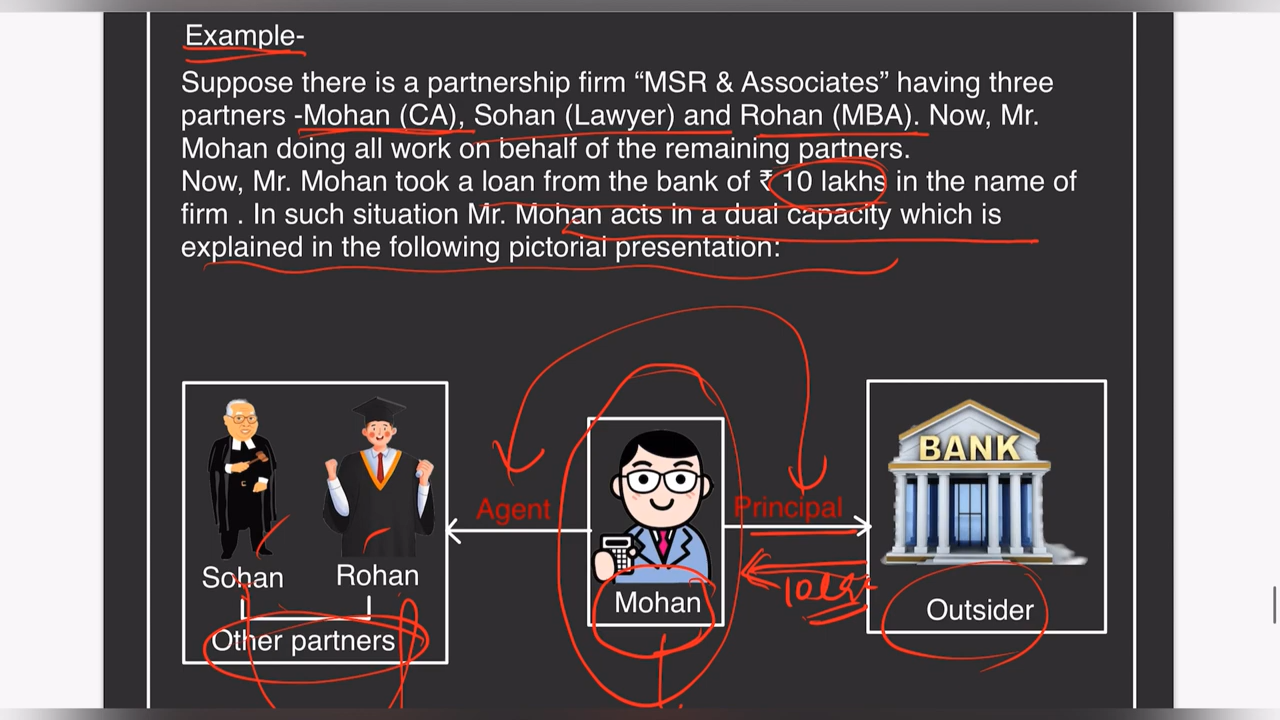 Example-
Suppose there is a partnership firm “MSR & Associates” having three
partners -Mohan (CA), Sohan (Lawyer) and Rohan (MBA). Now, Mr.
Mohan doing all work on behalf of the remaining partners.
Now, Mr. Mohan took a loan from the bank of ₹ 10 lakhs in the name of
firm . In such situation Mr. Mohan acts in a dual capacity which is
explained in the following pictorial presentation:
BANK
Agent
Principal
Sohan
Rohan
Mohan
Outsider
Other partners